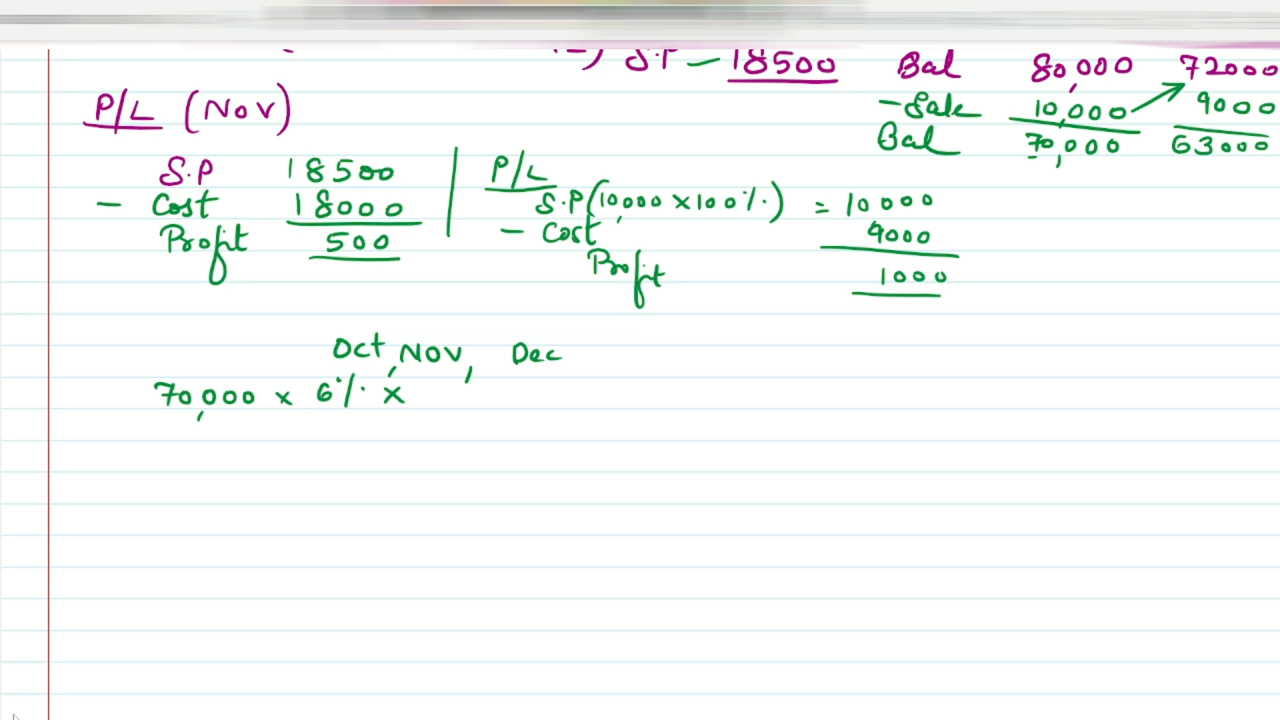 S.P — 18500 Bal 80,000 72000
P/L (Nov) - Sale 10,000 9000
Bal 70,000 63000
S.P 18500 P/L
- Cost 18000 S.P (10,000 x 100%) = 10000
Profit 500 - Cost 9000
Profit 1000
Oct, Nov, Dec
70,000 x 6% x